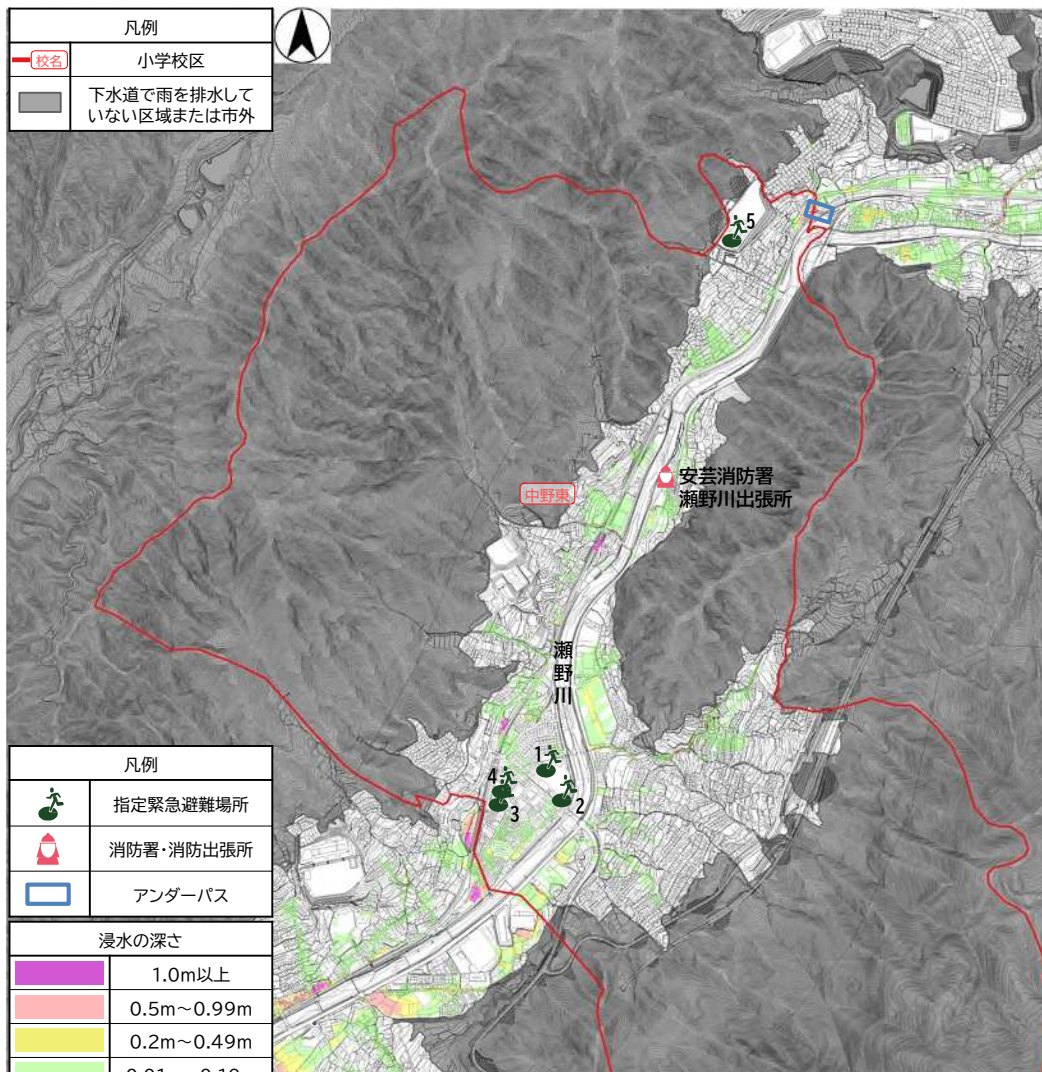 凡例
校名
小学校区
下水道で雨を排水して
いない区域または市外
5
安芸消防署
瀬野川出張所
中野東
瀬野川
1
4
2
3
凡例
指定緊急避難場所
消防署・消防出張所
アンダーパス
浸水の深さ
1.0m以上
0.5m～0.99m
0.2m～0.49m